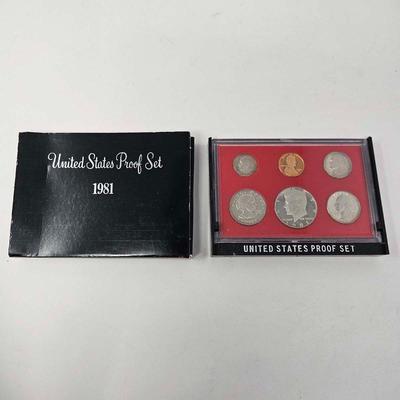 United States Proof Set
1981
UNITED STATES PROOF SET